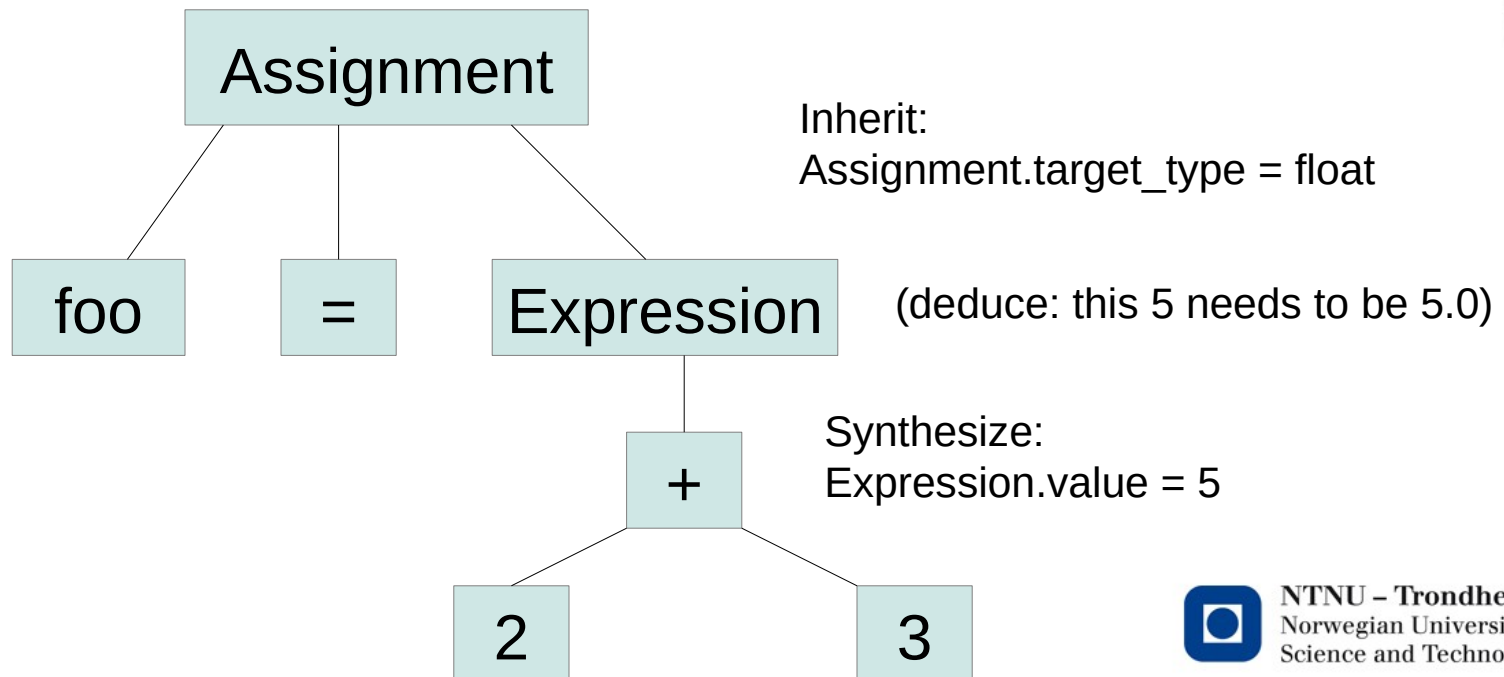 Assignment
Inherit:
Assignment.target_type = float
foo
=
Expression
(deduce: this 5 needs to be 5.0)
Synthesize:
Expression.value = 5
+
2
3
NTNU – Trondhe
Norwegian Universi
Science and Techno